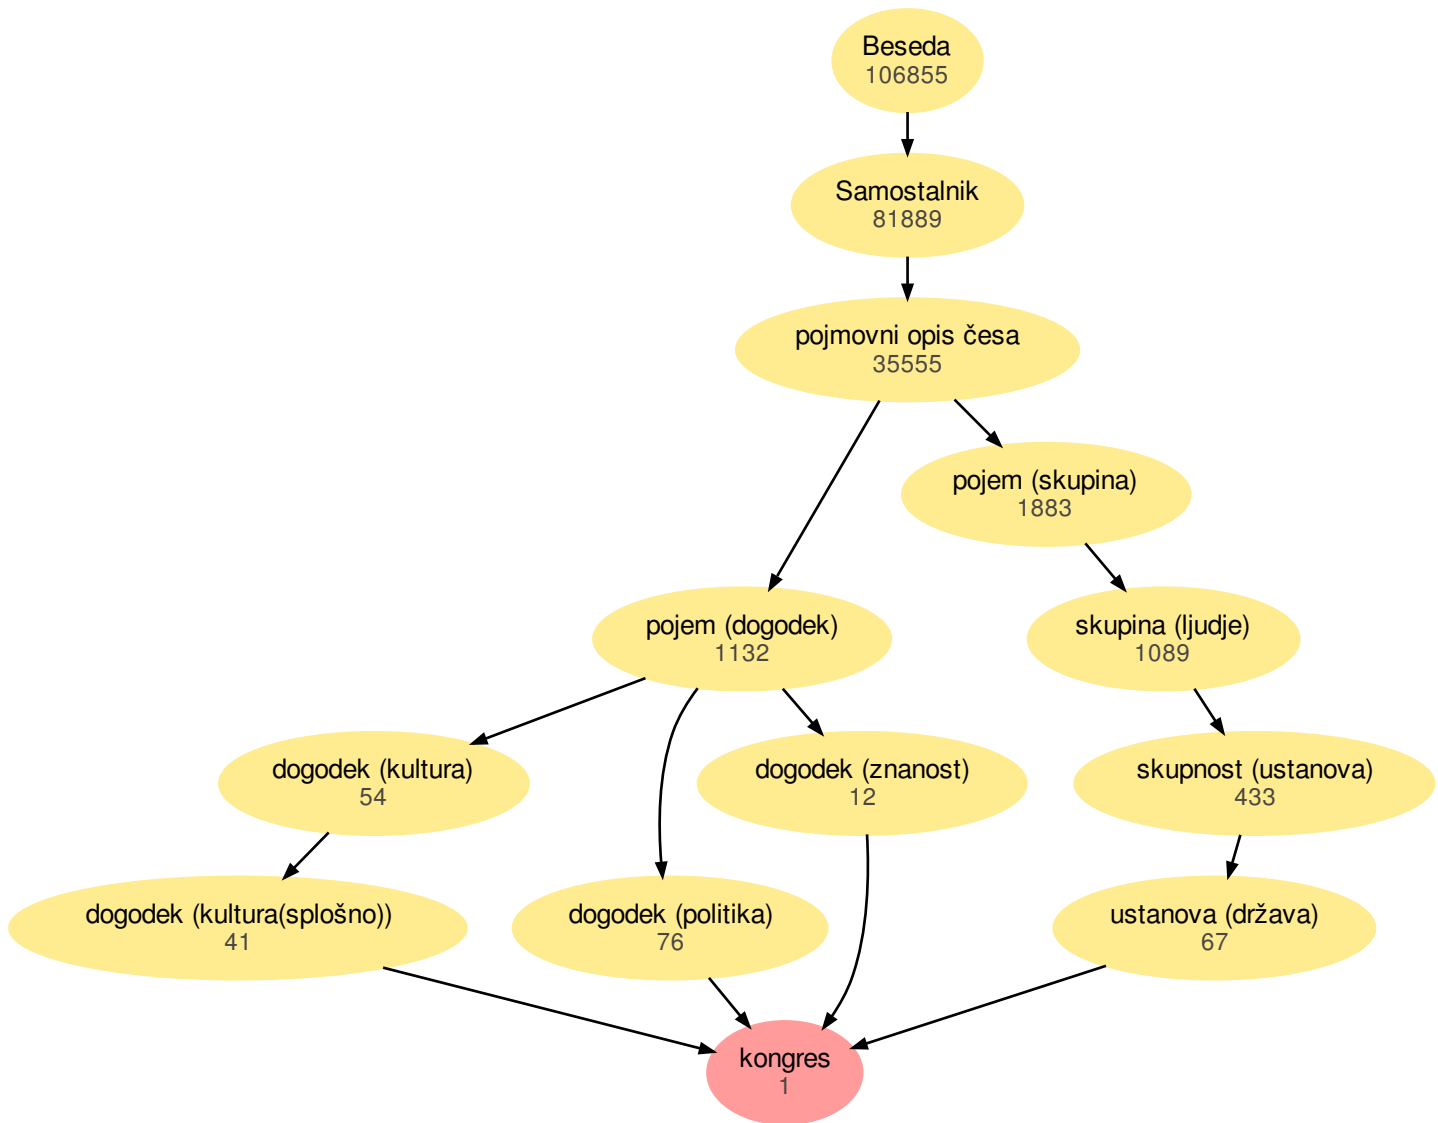 Beseda
106855
Samostalnik
81889
pojmovni opis česa
35555
pojem (skupina)
1883
pojem (dogodek)
1132
skupina (ljudje)
1089
dogodek (kultura)
54
dogodek (znanost)
12
skupnost (ustanova)
433
dogodek (kultura(splošno))
41
dogodek (politika)
76
ustanova (država)
67
kongres
1